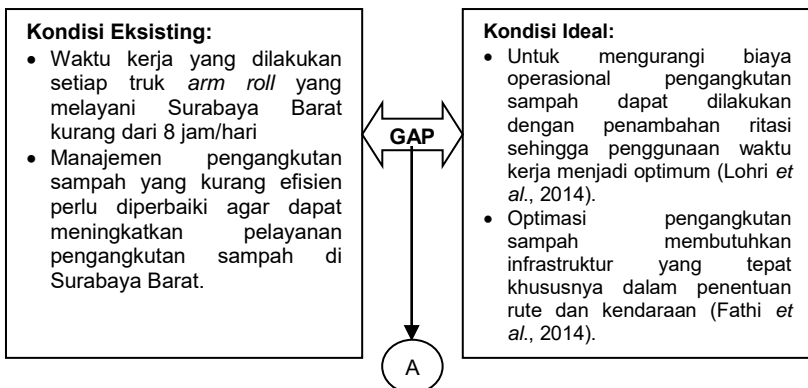 Kondisi Eksisting:
• Waktu kerja yang dilakukan
setiap truk arm roll yang
melayani Surabaya Barat
kurang dari 8 jam/hari
• Manajemen pengangkutan
sampah yang kurang efisien
perlu diperbaiki agar dapat
meningkatkan pelayanan
pengangkutan sampah di
Surabaya Barat.
GAP
Kondisi Ideal:
• Untuk mengurangi biaya
operasional pengangkutan
sampah dapat dilakukan
dengan penambahan ritasi
sehingga penggunaan waktu
kerja menjadi optimum (Lohri et
al., 2014).
• Optimasi pengangkutan
sampah membutuhkan
infrastruktur yang tepat
khususnya dalam penentuan
rute dan kendaraan (Fathi et
al., 2014).
A